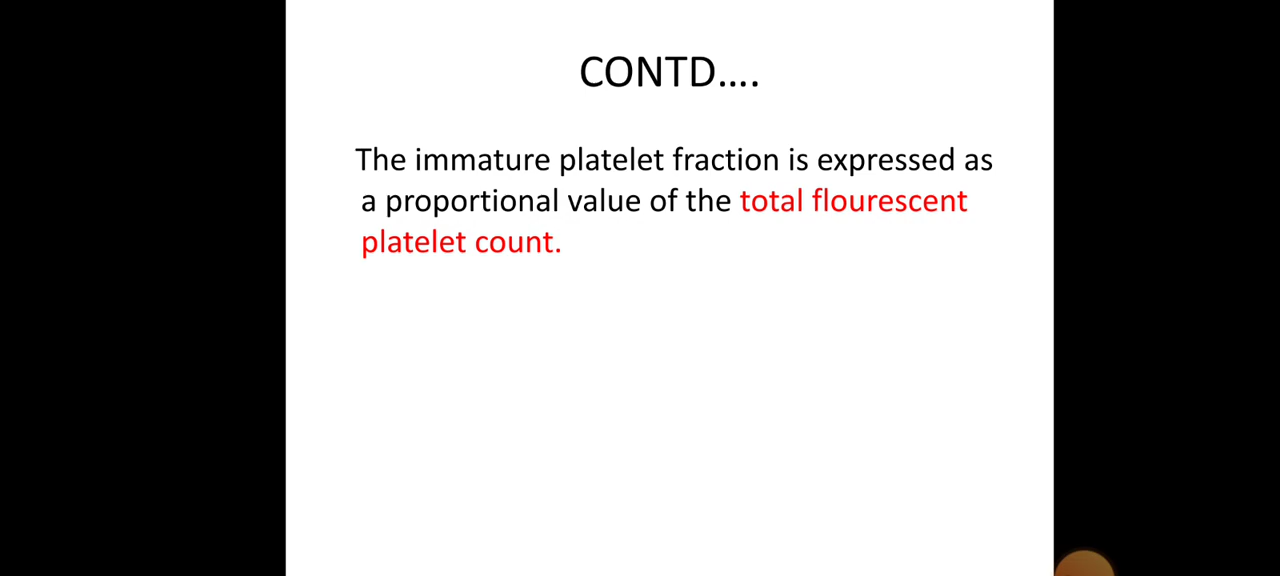 CONTD....
The immature platelet fraction is expressed as
a proportional value of the total flourescent
platelet count.